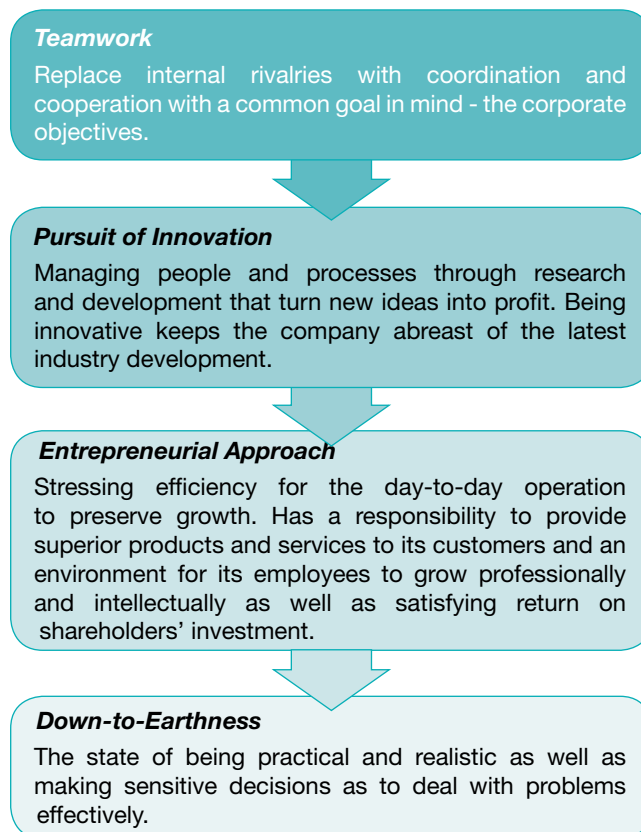 Teamwork
Replace internal rivalries with coordination and
cooperation with a common goal in mind - the corporate
objectives.
Pursuit of Innovation
Managing people and processes through research
and development that turn new ideas into profit. Being
innovative keeps the company abreast of the latest
industry development.
Entrepreneurial Approach
Stressing efficiency for the day-to-day operation
to preserve growth. Has a responsibility to provide
superior products and services to its customers and an
environment for its employees to grow professionally
and intellectually as well as satisfying return on
shareholders’ investment.
Down-to-Earthness
The state of being practical and realistic as well as
making sensitive decisions as to deal with problems
effectively.